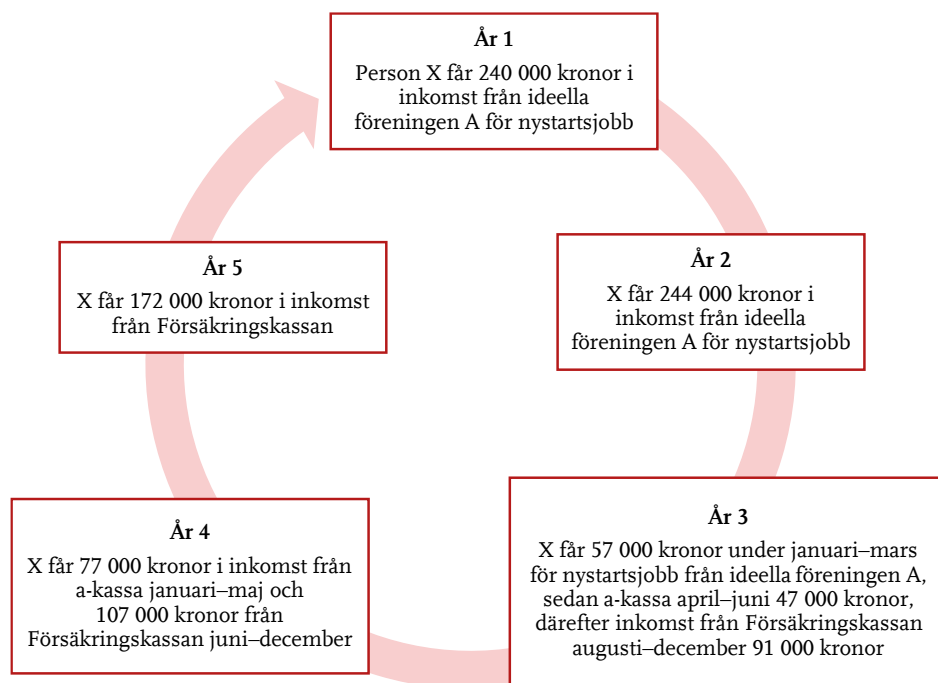 År 1
Person X får 240 000 kronor i
inkomst från ideella
föreningen A för nystartsjobb
År 2
X får 244 000 kronor i
inkomst från ideella
föreningen A för nystartsjobb
År 3
X får 57 000 kronor under januari–mars
för nystartsjobb från ideella föreningen A,
sedan a-kassa april–juni 47 000 kronor,
därefter inkomst från Försäkringskassan
augusti–december 91 000 kronor
År 4
X får 77 000 kronor i inkomst från
a-kassa januari–maj och
107 000 kronor från
Försäkringskassan juni–december
År 5
X får 172 000 kronor i inkomst
från Försäkringskassan